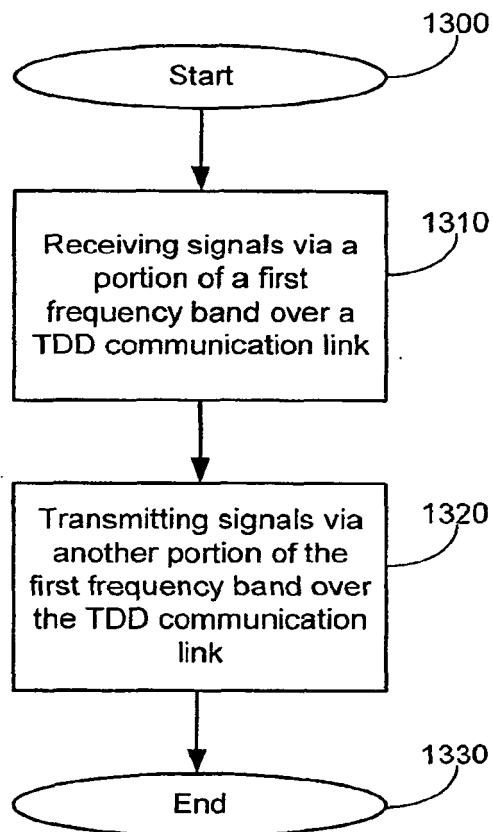 1300
Start
1310
Receiving signals via a
portion of a first
frequency band over a
TDD communication link
1320
Transmitting signals via
another portion of the
first frequency band over
the TDD communication
link
1330
End